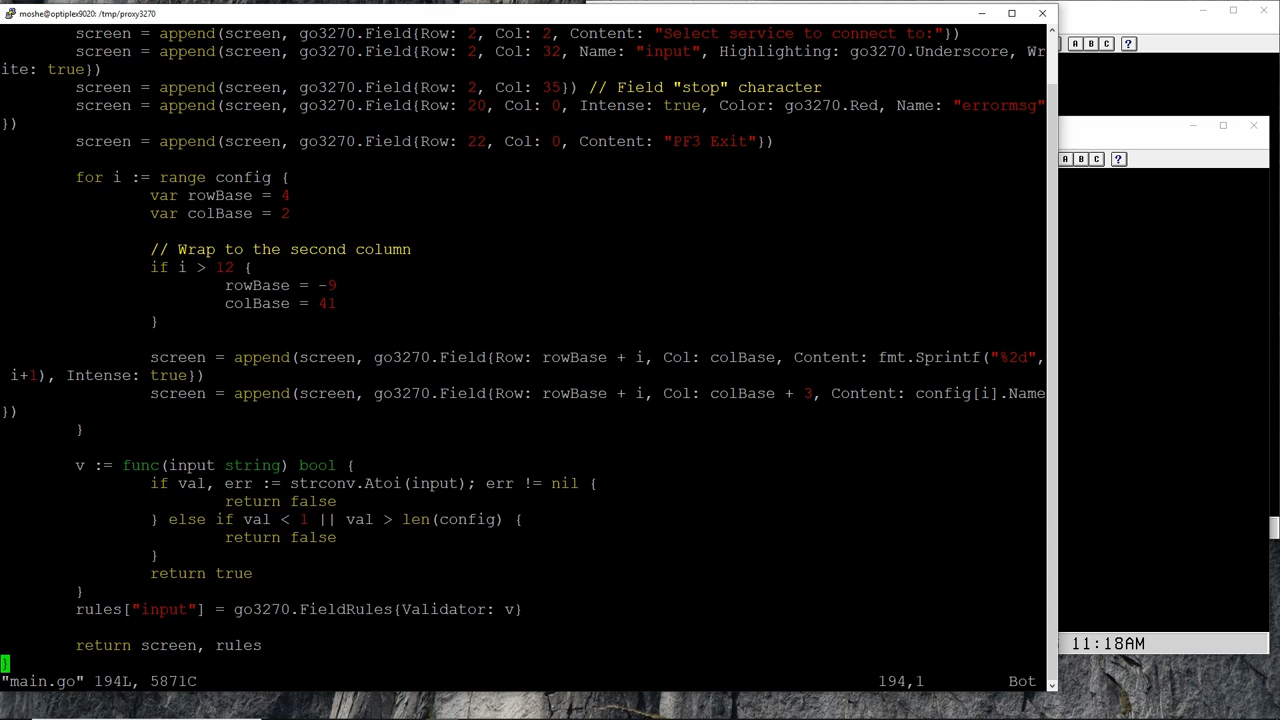 moshe@optiplex9020: /tmp/proxy3270
screen = append(screen, go3270.Field{Row: 2, Col: 2, Content: "Select service to connect to:"})
screen = append(screen, go3270.Field{Row: 2, Col: 32, Name: "input", Highlighting: go3270.Underscore, Wr
ite: true})
screen = append(screen, go3270.Field{Row: 2, Col: 35}) // Field "stop" character
screen = append(screen, go3270.Field{Row: 20, Col: 0, Intense: true, Color: go3270.Red, Name: "errormsg"
})
screen = append(screen, go3270.Field{Row: 22, Col: 0, Content: "PF3 Exit"})
for i := range config {
var rowBase = 4
var colBase = 2
// Wrap to the second column
if i > 12 {
rowBase = -9
colBase = 41
}
screen = append(screen, go3270.Field{Row: rowBase + i, Col: colBase, Content: fmt.Sprintf("%2d",
i+1), Intense: true})
screen = append(screen, go3270.Field{Row: rowBase + i, Col: colBase + 3, Content: config[i].Name
})
}
v := func(input string) bool {
if val, err := strconv.Atoi(input); err != nil {
return false
} else if val < 1 || val > len(config) {
return false
}
return true
}
rules["input"] = go3270.FieldRules{Validator: v}
return screen, rules
}
"main.go" 194L, 5871C 194,1 Bot
A B C ?
A B C ?
11:18AM